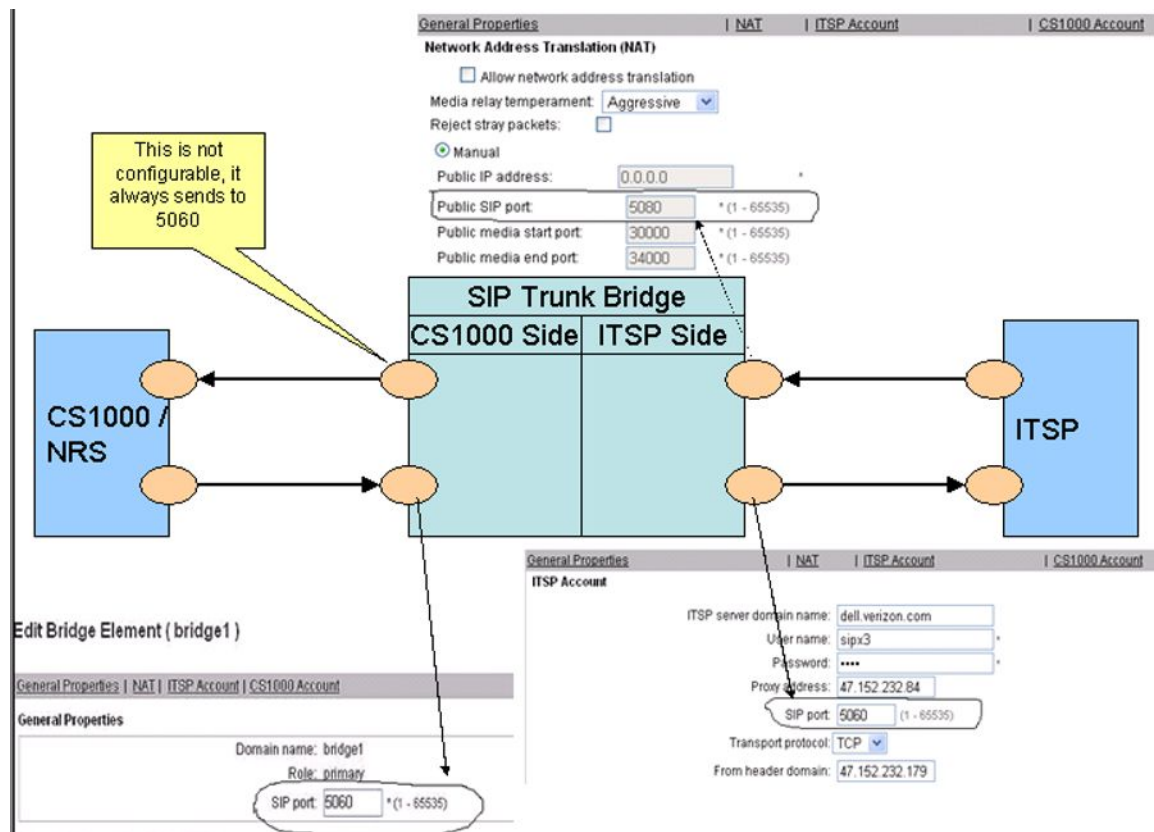 General Properties | NAT | ITSP Account | CS1000 Account
Network Address Translation (NAT)
Allow network address translation
Media relay temperament: Aggressive
Reject stray packets:
Manual
Public IP address: 0.0.0.0 *
Public SIP port: 5080 * (1 - 65535)
Public media start port: 30000 * (1 - 65535)
Public media end port: 34000 * (1 - 65535)
This is not
configurable, it
always sends to
5060
SIP Trunk Bridge
CS1000 Side ITSP Side
CS1000 /
NRS
ITSP
General Properties | NAT | ITSP Account | CS1000 Account
ITSP Account
ITSP server domain name: dell.verizon.com
User name: sipx3 *
Password: •••• *
Proxy address: 47.152.232.84
SIP port: 5060 (1 - 65535)
Transport protocol: TCP
From header domain: 47.152.232.179
Edit Bridge Element ( bridge1 )
General Properties | NAT | ITSP Account | CS1000 Account
General Properties
Domain name: bridge1
Role: primary
SIP port: 5060 * (1 - 65535)